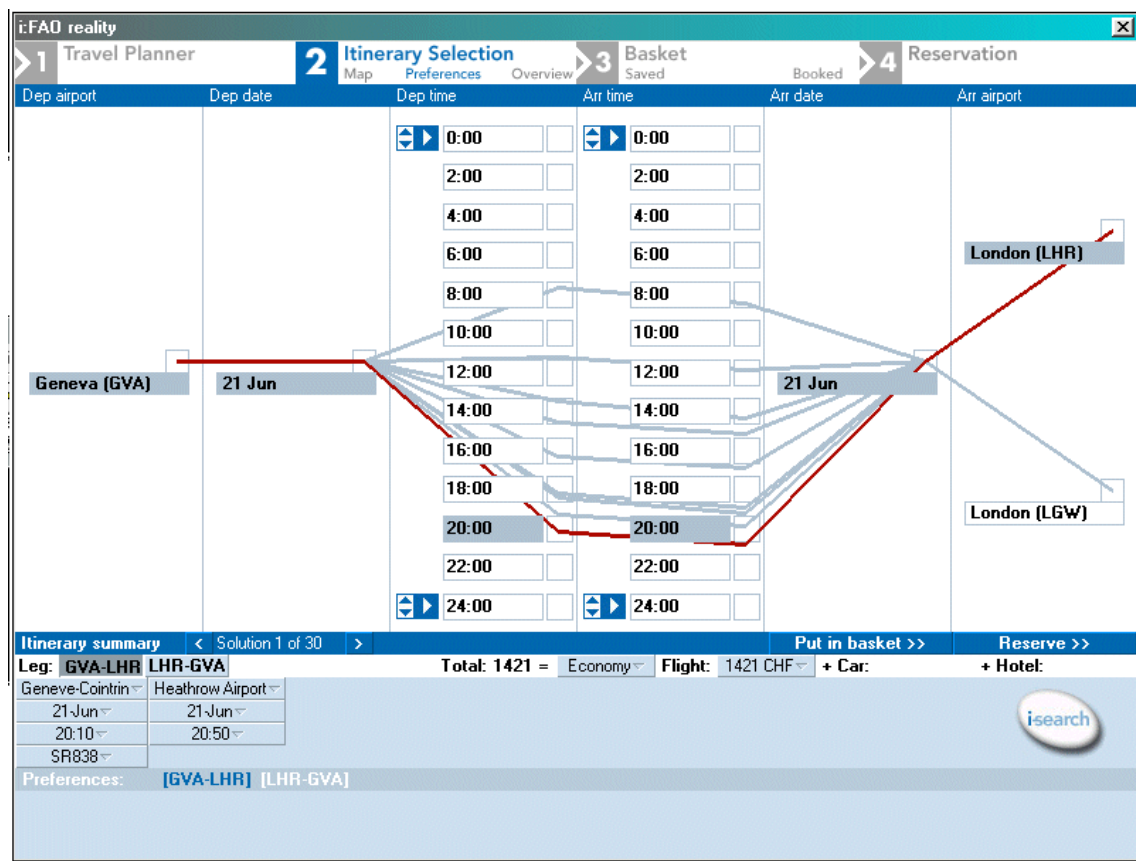 i:FAO reality
1 Travel Planner 2 Itinerary Selection 3 Basket 4 Reservation
Map Preferences Overview Saved Booked
Dep airport Dep date Dep time Arr time Arr date Arr airport
0:00 0:00
2:00 2:00
4:00 4:00
6:00 6:00 London (LHR)
8:00 8:00
10:00 10:00
Geneva (GVA) 21 Jun 12:00 12:00 21 Jun
14:00 14:00
16:00 16:00
18:00 18:00
20:00 20:00 London (LGW)
22:00 22:00
24:00 24:00
Itinerary summary < Solution 1 of 30 > Put in basket >> Reserve >>
Leg: GVA-LHR LHR-GVA Total: 1421 = Economy Flight: 1421 CHF + Car: + Hotel:
Geneve-Cointrin Heathrow Airport
21-Jun 21-Jun
20:10 20:50
SR838
i-search
Preferences: [GVA-LHR] [LHR-GVA]